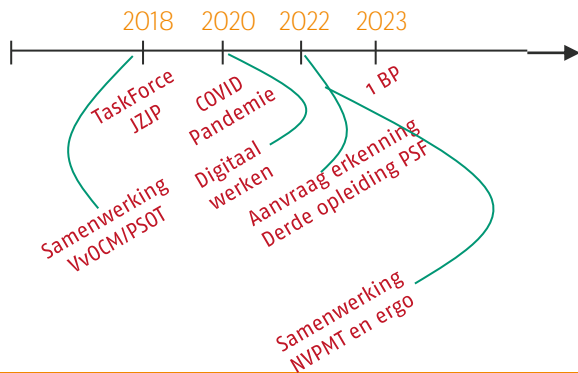 2018
2020
2022
2023
TaskForce
JZJP
COVID
Pandemie
1 BP
Digitaal
werken
Aanvraag erkenning
Derde opleiding PSF
Samenwerking
VvOCM/PSOT
Samenwerking
NVPMT en ergo